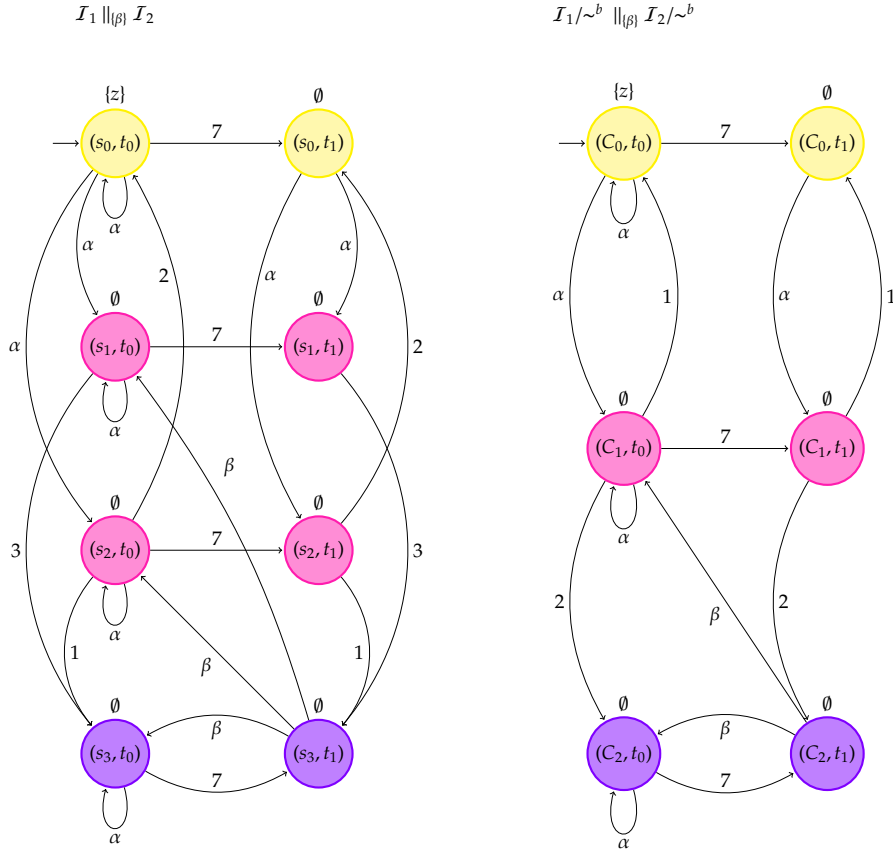 𝓘₁ ‖{β} 𝓘₂ 𝓘₁/∼ᵇ ‖{β} 𝓘₂/∼ᵇ
{z} ∅ {z} ∅
(s₀, t₀) 7 (s₀, t₁) (C₀, t₀) 7 (C₀, t₁)
α α
α α
α 2 α
∅ ∅ α 1 α 1
α (s₁, t₀) 7 (s₁, t₁) 2
∅ ∅
α
(C₁, t₀) 7 (C₁, t₁)
β
∅ ∅
α
3 (s₂, t₀) 7 (s₂, t₁) 3
2 2
β
α
1 β 1
∅ ∅ ∅ ∅
β β
(s₃, t₀) (s₃, t₁) (C₂, t₀) (C₂, t₁)
7 7
α α